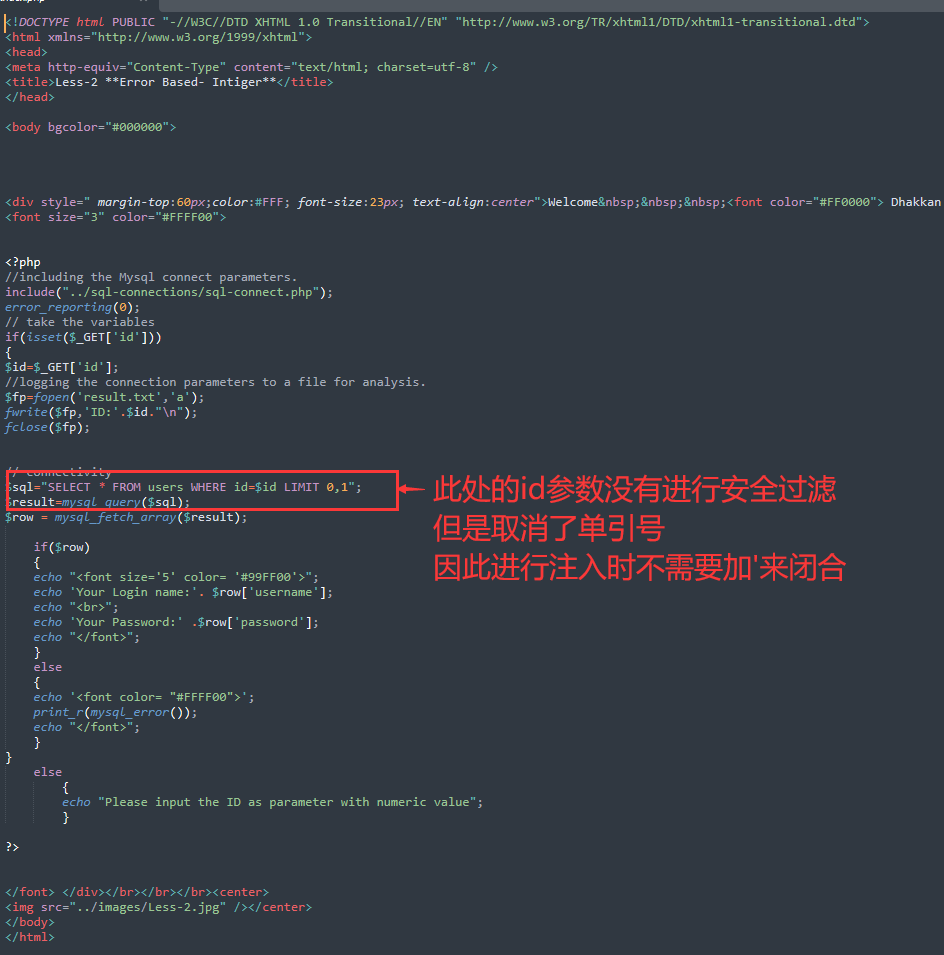 <!DOCTYPE html PUBLIC "-//W3C//DTD XHTML 1.0 Transitional//EN" "http://www.w3.org/TR/xhtml1/DTD/xhtml1-transitional.dtd">
<html xmlns="http://www.w3.org/1999/xhtml">
<head>
<meta http-equiv="Content-Type" content="text/html; charset=utf-8" />
<title>Less-2 **Error Based- Intiger**</title>
</head>
<body bgcolor="#000000">
<div style=" margin-top:60px;color:#FFF; font-size:23px; text-align:center">Welcome&nbsp;&nbsp;&nbsp;<font color="#FF0000"> Dhakkan
<font size="3" color="#FFFF00">
<?php
//including the Mysql connect parameters.
include("../sql-connections/sql-connect.php");
error_reporting(0);
// take the variables
if(isset($_GET['id']))
{
$id=$_GET['id'];
//logging the connection parameters to a file for analysis.
$fp=fopen('result.txt','a');
fwrite($fp,'ID:'.$id."\n");
fclose($fp);
// connectivity
$sql="SELECT * FROM users WHERE id=$id LIMIT 0,1";
$result=mysql_query($sql);
$row = mysql_fetch_array($result);
此处的id参数没有进行安全过滤
但是取消了单引号
因此进行注入时不需要加'来闭合
if($row)
{
echo "<font size='5' color= '#99FF00'>";
echo 'Your Login name:'. $row['username'];
echo "<br>";
echo 'Your Password:' .$row['password'];
echo "</font>";
}
else
{
echo '<font color= "#FFFF00">';
print_r(mysql_error());
echo "</font>";
}
}
else
{
echo "Please input the ID as parameter with numeric value";
}
?>
</font> </div></br></br></br><center>
<img src="../images/Less-2.jpg" /></center>
</body>
</html>